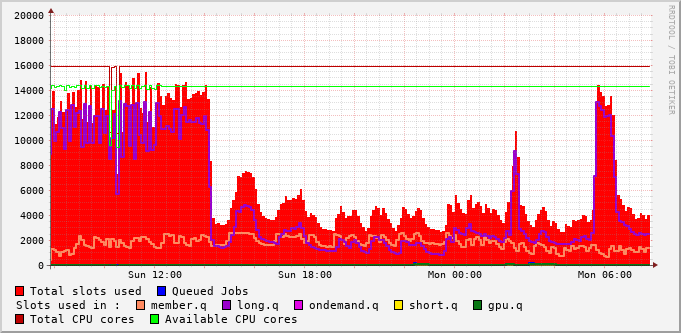 20000
18000
16000
14000
12000
10000
8000
6000
4000
2000
0
Sun 12:00 Sun 18:00 Mon 00:00 Mon 06:00
Total slots used Queued Jobs
Slots used in : member.q long.q ondemand.q short.q gpu.q
Total CPU cores Available CPU cores
RRDTOOL / TOBI OETIKER